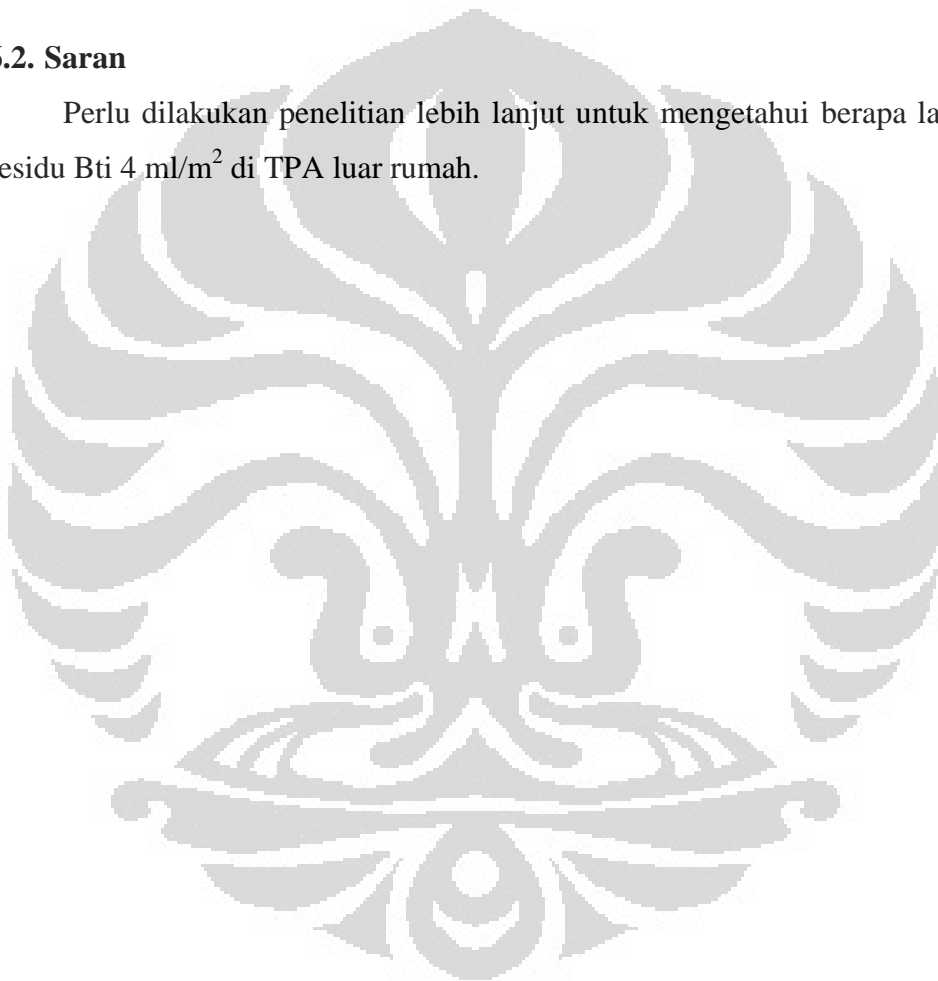 .2. Saran
Perlu dilakukan penelitian lebih lanjut untuk mengetahui berapa la
esidu Bti 4 ml/m² di TPA luar rumah.